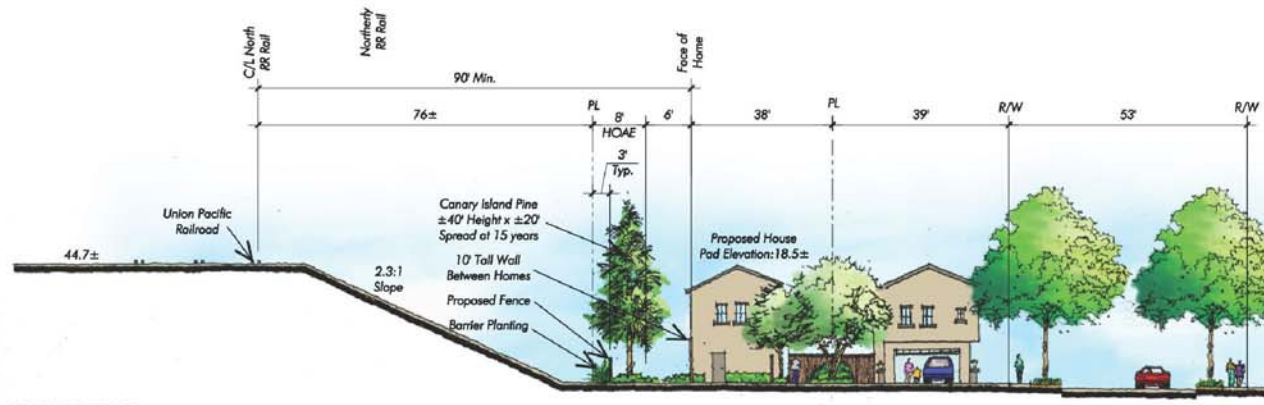 C/L North
RR Rail
Northerly
RR Rail
Face of
Home
90' Min.
76±
PL
8'
HOAE
6'
38'
PL
39'
R/W
53'
R/W
3'
Typ.
Canary Island Pine
±40' Height x ±20'
Spread at 15 years
Union Pacific
Railroad
Proposed House
Pad Elevation:18.5±
44.7±
10' Tall Wall
Between Homes
2.3:1
Slope
Proposed Fence
Barrier Planting